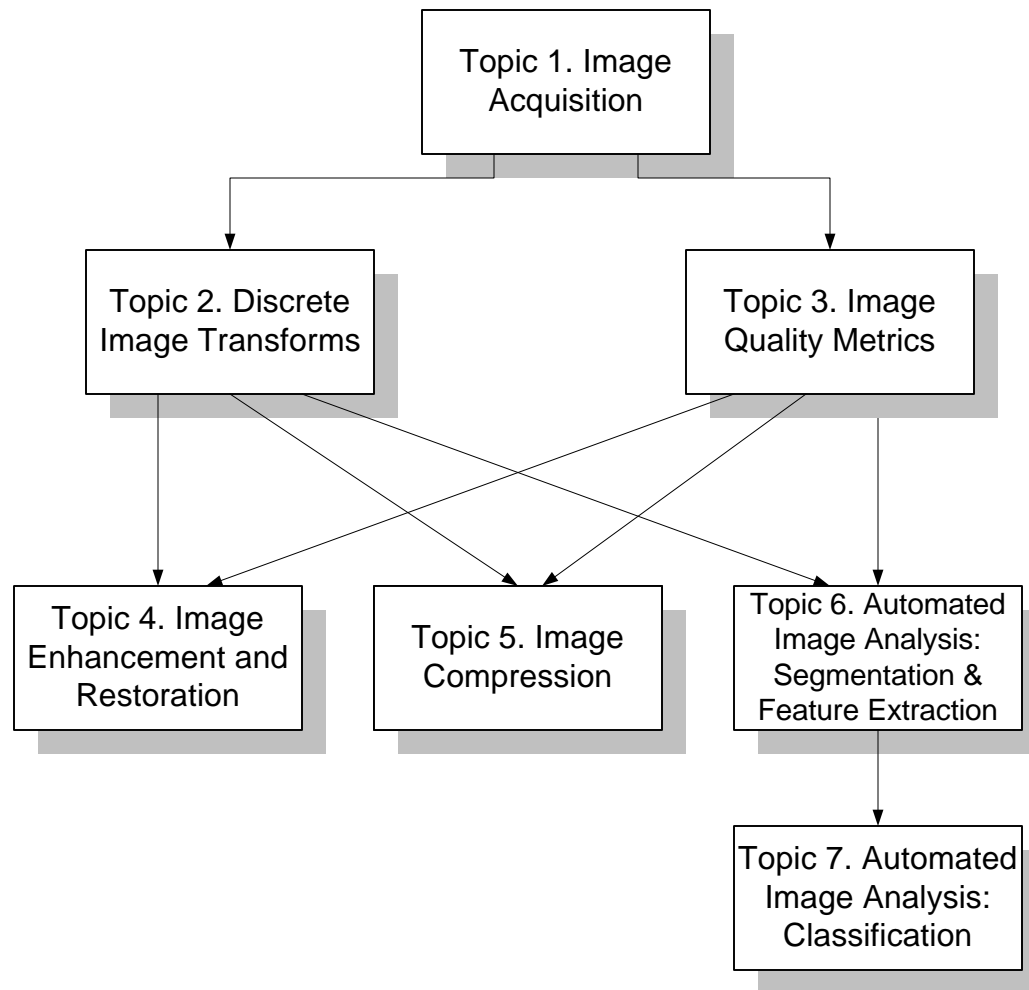 Topic 1. Image
Acquisition
Topic 2. Discrete
Image Transforms
Topic 3. Image
Quality Metrics
Topic 4. Image
Enhancement and
Restoration
Topic 5. Image
Compression
Topic 6. Automated
Image Analysis:
Segmentation &
Feature Extraction
Topic 7. Automated
Image Analysis:
Classification